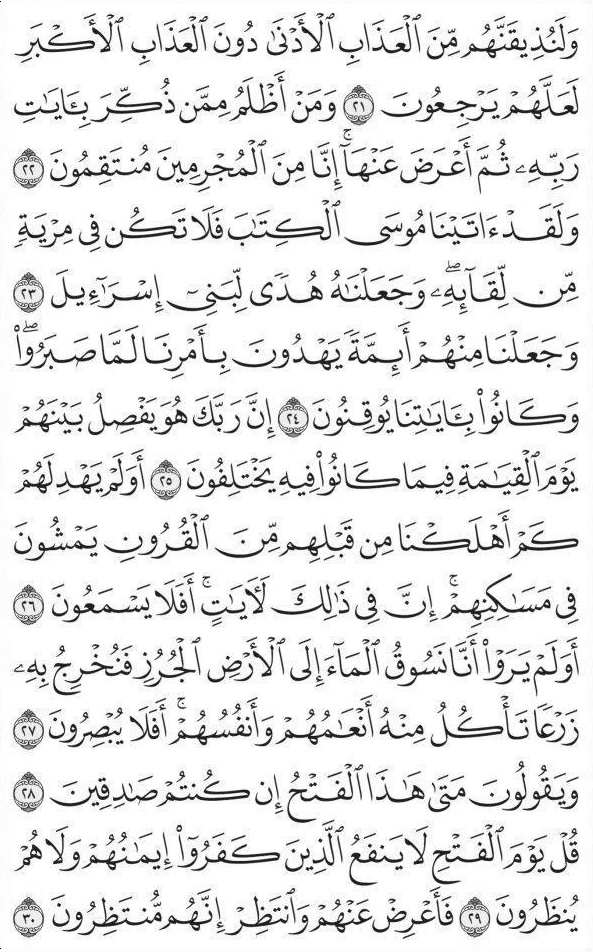 وَلَنُذِيقَنَّهُم مِّنَ ٱلْعَذَابِ ٱلْأَدْنَىٰ دُونَ ٱلْعَذَابِ ٱلْأَكْبَرِ
لَعَلَّهُمْ يَرْجِعُونَ ٢١ وَمَنْ أَظْلَمُ مِمَّن ذُكِّرَ بِـَٔايَـٰتِ
رَبِّهِۦ ثُمَّ أَعْرَضَ عَنْهَآ ۚ إِنَّا مِنَ ٱلْمُجْرِمِينَ مُنتَقِمُونَ ٢٢
وَلَقَدْ ءَاتَيْنَا مُوسَى ٱلْكِتَـٰبَ فَلَا تَكُن فِى مِرْيَةٍ
مِّن لِّقَآئِهِۦ ۖ وَجَعَلْنَـٰهُ هُدًى لِّبَنِىٓ إِسْرَٰٓءِيلَ ٢٣
وَجَعَلْنَا مِنْهُمْ أَئِمَّةً يَهْدُونَ بِأَمْرِنَا لَمَّا صَبَرُوا۟ ۖ
وَكَانُوا۟ بِـَٔايَـٰتِنَا يُوقِنُونَ ٢٤ إِنَّ رَبَّكَ هُوَ يَفْصِلُ بَيْنَهُمْ
يَوْمَ ٱلْقِيَـٰمَةِ فِيمَا كَانُوا۟ فِيهِ يَخْتَلِفُونَ ٢٥ أَوَلَمْ يَهْدِ لَهُمْ
كَمْ أَهْلَكْنَا مِن قَبْلِهِم مِّنَ ٱلْقُرُونِ يَمْشُونَ
فِى مَسَـٰكِنِهِمْ ۚ إِنَّ فِى ذَٰلِكَ لَـَٔايَـٰتٍ ۖ أَفَلَا يَسْمَعُونَ ٢٦
أَوَلَمْ يَرَوْا۟ أَنَّا نَسُوقُ ٱلْمَآءَ إِلَى ٱلْأَرْضِ ٱلْجُرُزِ فَنُخْرِجُ بِهِۦ
زَرْعًا تَأْكُلُ مِنْهُ أَنْعَـٰمُهُمْ وَأَنفُسُهُمْ ۚ أَفَلَا يُبْصِرُونَ ٢٧
وَيَقُولُونَ مَتَىٰ هَـٰذَا ٱلْفَتْحُ إِن كُنتُمْ صَـٰدِقِينَ ٢٨
قُلْ يَوْمَ ٱلْفَتْحِ لَا يَنفَعُ ٱلَّذِينَ كَفَرُوٓا۟ إِيمَـٰنُهُمْ وَلَا هُمْ
يُنظَرُونَ ٢٩ فَأَعْرِضْ عَنْهُمْ وَٱنتَظِرْ إِنَّهُم مُّنتَظِرُونَ ٣٠